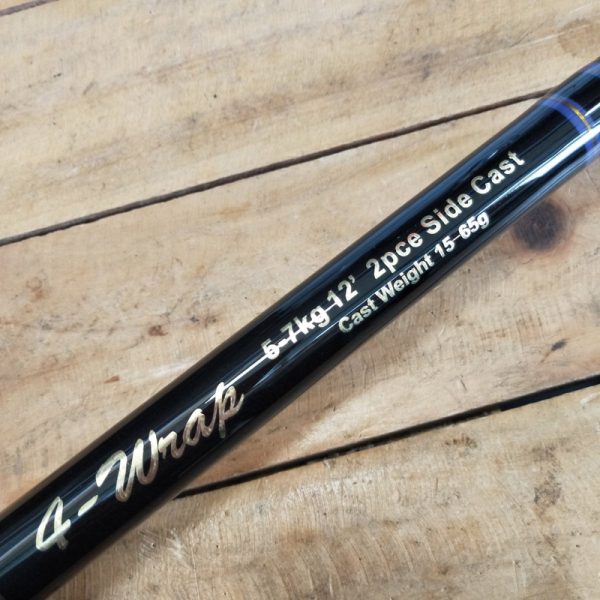 4-Wrap 5-7kg 12' 2pce Side Cast
Cast Weight 15-65g